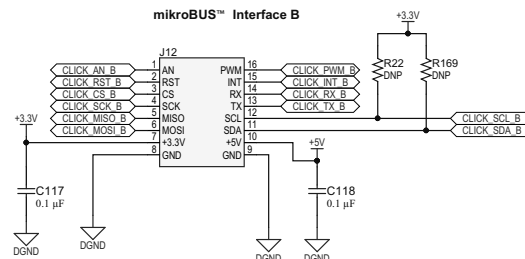 mikroBUS™ Interface B
+3.3V
J12
R22
DNP
R169
DNP
CLICK_AN_B 1 AN PWM 16 CLICK_PWM_B
CLICK_RST_B 2 RST INT 15 CLICK_INT_B
CLICK_CS_B 3 CS RX 14 CLICK_RX_B
CLICK_SCK_B 4 SCK TX 13 CLICK_TX_B
CLICK_MISO_B 5 MISO SCL 12 CLICK_SCL_B
CLICK_MOSI_B 6 MOSI SDA 11 CLICK_SDA_B
+3.3V 7 +3.3V +5V 10 +5V
8 GND GND 9
C117
0.1 µF
C118
0.1 µF
DGND
DGND
DGND
DGND